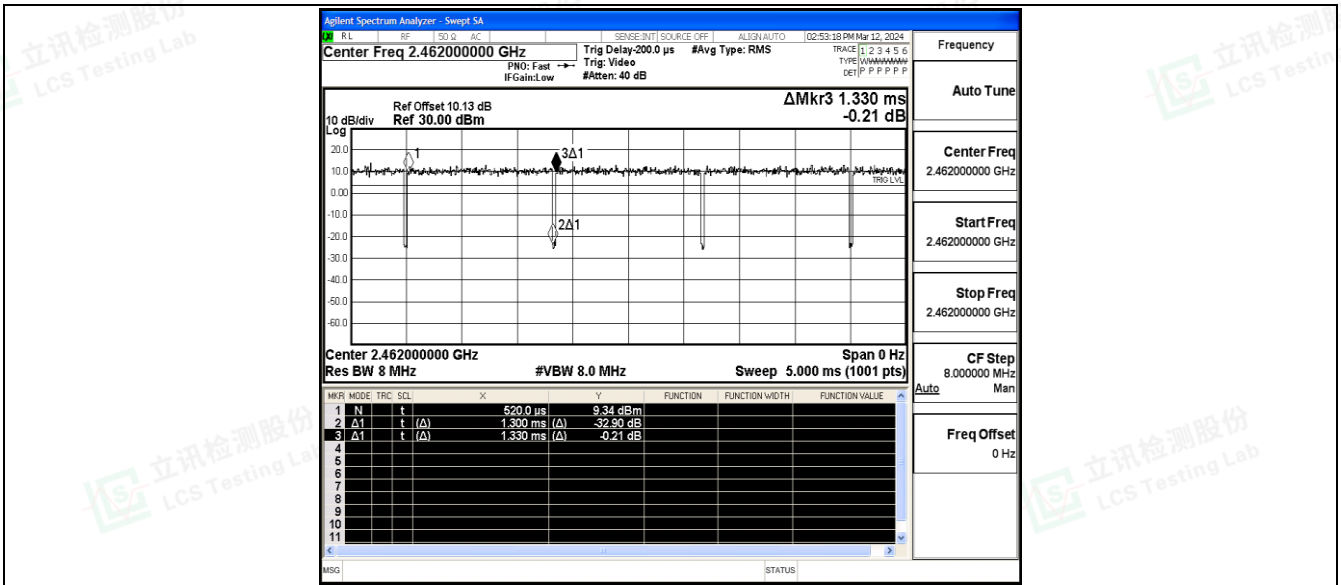 Agilent Spectrum Analyzer - Swept SA
RL RF 50 Ω AC SENSE:INT SOURCE OFF ALIGN AUTO 02:53:18 PM Mar 12, 2024
Center Freq 2.462000000 GHz
PNO: Fast
IFGain:Low
Trig Delay-200.0 µs
Trig: Video
#Atten: 40 dB
#Avg Type: RMS
TRACE 1 2 3 4 5 6
TYPE WWWWWW
DET P P P P P P
Frequency
Auto Tune
Center Freq
2.462000000 GHz
Start Freq
2.462000000 GHz
Stop Freq
2.462000000 GHz
CF Step
8.000000 MHz
Auto Man
Freq Offset
0 Hz
ΔMkr3 1.330 ms
-0.21 dB
Ref Offset 10.13 dB
10 dB/div Ref 30.00 dBm
Log
20.0
10.0
0.00
-10.0
-20.0
-30.0
-40.0
-50.0
-60.0
1
3Δ1
2Δ1
TRIG LVL
Center 2.462000000 GHz Span 0 Hz
Res BW 8 MHz #VBW 8.0 MHz Sweep 5.000 ms (1001 pts)
MKR MODE TRC SCL X Y FUNCTION FUNCTION WIDTH FUNCTION VALUE
1 N t 520.0 µs 9.34 dBm
2 Δ1 t (Δ) 1.300 ms (Δ) -32.90 dB
3 Δ1 t (Δ) 1.330 ms (Δ) -0.21 dB
4
5
6
7
8
9
10
11
MSG STATUS
立讯检测股份
LCS Testing Lab
立讯检测股份
LCS Testing Lab
立讯检测股份
LCS Testing Lab